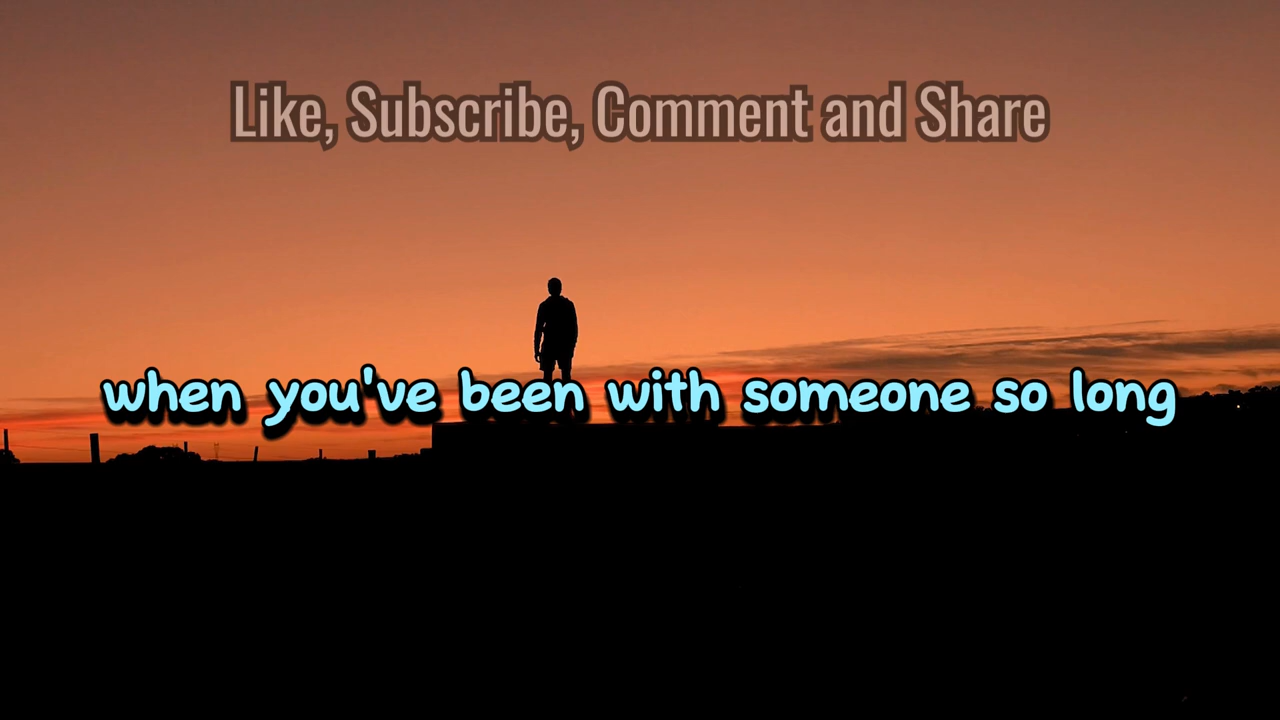 Like, Subscribe, Comment and Share
when you've been with someone so long